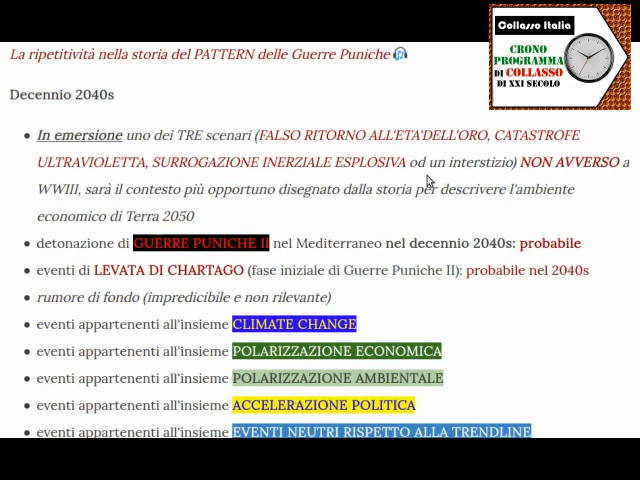 Collasso Italia
CRONO
PROGRAMMA
DI COLLASSO
DI XXI SECOLO
La ripetitività nella storia del PATTERN delle Guerre Puniche
Decennio 2040s
In emersione uno dei TRE scenari (FALSO RITORNO ALL'ETA'DELL'ORO, CATASTROFE
ULTRAVIOLETTA, SURROGAZIONE INERZIALE ESPLOSIVA od un interstizio) NON AVVERSO a
WWIII, sarà il contesto più opportuno disegnato dalla storia per descrivere l'ambiente
economico di Terra 2050
detonazione di GUERRE PUNICHE II nel Mediterraneo nel decennio 2040s: probabile
eventi di LEVATA DI CHARTAGO (fase iniziale di Guerre Puniche II): probabile nel 2040s
rumore di fondo (impredicibile e non rilevante)
eventi appartenenti all'insieme CLIMATE CHANGE
eventi appartenenti all'insieme POLARIZZAZIONE ECONOMICA
eventi appartenenti all'insieme POLARIZZAZIONE AMBIENTALE
eventi appartenenti all'insieme ACCELERAZIONE POLITICA
eventi appartenenti all'insieme EVENTI NEUTRI RISPETTO ALLA TRENDLINE